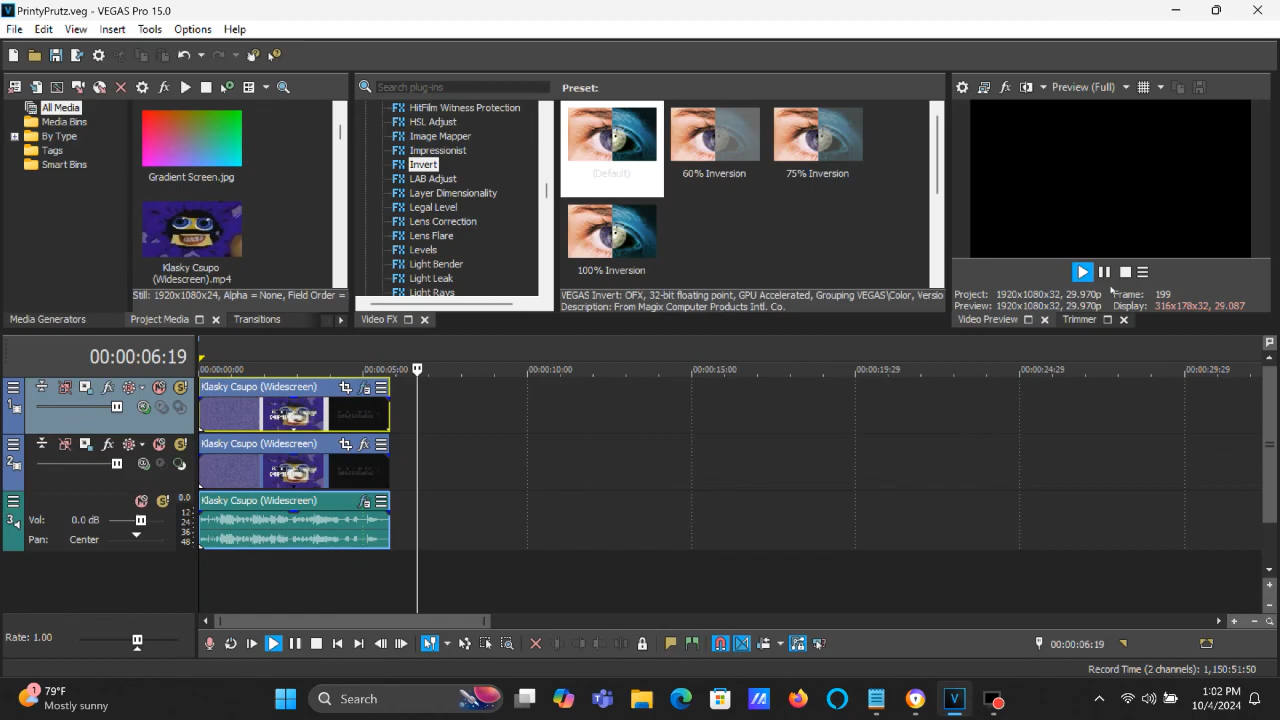 PrintyPrutz.veg - VEGAS Pro 15.0
File Edit View Insert Tools Options Help
Search plug-ins
Preset:
Preview (Full)
All Media
Media Bins
By Type
Tags
Smart Bins
Gradient Screen.jpg
Klasky Csupo
(Widescreen).mp4
Still: 1920x1080x24, Alpha = None, Field Order =
HitFilm Witness Protection
HSL Adjust
Image Mapper
Impressionist
Invert
LAB Adjust
Layer Dimensionality
Legal Level
Lens Correction
Lens Flare
Levels
Light Bender
Light Leak
Light Rays
(Default)
60% Inversion
75% Inversion
100% Inversion
VEGAS Invert: OFX, 32-bit floating point, GPU Accelerated, Grouping VEGAS\Color, Versio
Description: From Magix Computer Products Intl. Co.
Project: 1920x1080x32, 29.970p Frame: 199
Preview: 1920x1080x32, 29.970p Display: 316x178x32, 29.087
Media Generators Project Media Transitions
Video FX
Video Preview Trimmer
00:00:06:19
00:00:00:00 00:00:05:00 00:00:10:00 00:00:15:00 00:00:19:29 00:00:24:29 00:00:29:29
1 Klasky Csupo (Widescreen)
2 Klasky Csupo (Widescreen)
3 Klasky Csupo (Widescreen)
0.0
Vol: 0.0 dB
12
24
36
48
Pan: Center
Rate: 1.00
00:00:06:19
Record Time (2 channels): 1,150:51:50
79°F
Mostly sunny
1
Search
1:02 PM
10/4/2024